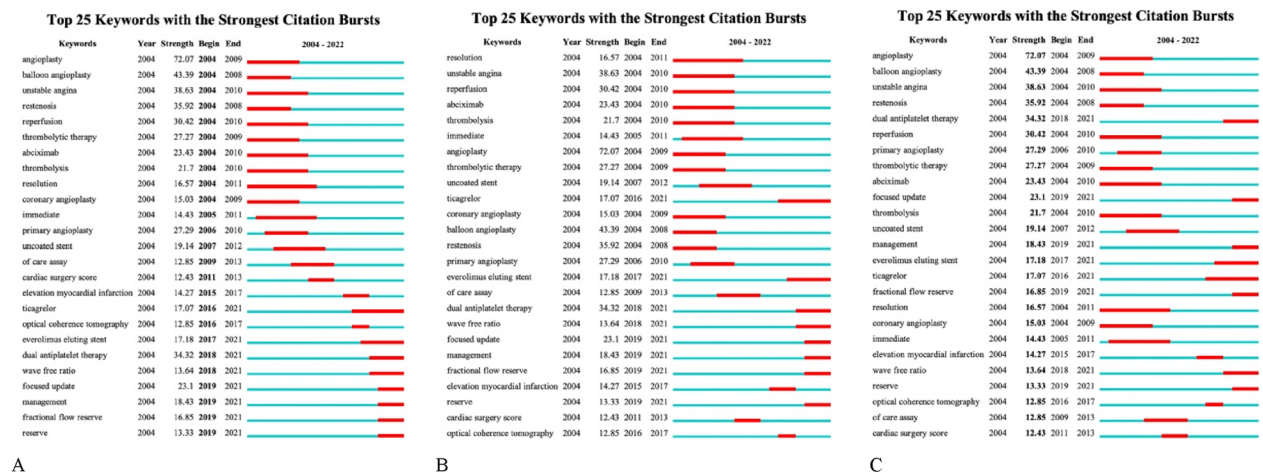 Top 25 Keywords with the Strongest Citation Bursts
Keywords Year Strength Begin End 2004 - 2022
angioplasty 2004 72.07 2004 2009
balloon angioplasty 2004 43.39 2004 2008
unstable angina 2004 38.63 2004 2010
restenosis 2004 35.92 2004 2008
reperfusion 2004 30.42 2004 2010
thrombolytic therapy 2004 27.27 2004 2009
abciximab 2004 23.43 2004 2010
thrombolysis 2004 21.7 2004 2010
resolution 2004 16.57 2004 2011
coronary angioplasty 2004 15.03 2004 2009
immediate 2004 14.43 2005 2011
primary angioplasty 2004 27.29 2006 2010
uncoated stent 2004 19.14 2007 2012
of care assay 2004 12.85 2009 2013
cardiac surgery score 2004 12.43 2011 2013
elevation myocardial infarction 2004 14.27 2015 2017
ticagrelor 2004 17.07 2016 2021
optical coherence tomography 2004 12.85 2016 2017
everolimus eluting stent 2004 17.18 2017 2021
dual antiplatelet therapy 2004 34.32 2018 2021
wave free ratio 2004 13.64 2018 2021
focused update 2004 23.1 2019 2021
management 2004 18.43 2019 2021
fractional flow reserve 2004 16.85 2019 2021
reserve 2004 13.33 2019 2021
A
Top 25 Keywords with the Strongest Citation Bursts
Keywords Year Strength Begin End 2004 - 2022
resolution 2004 16.57 2004 2011
unstable angina 2004 38.63 2004 2010
reperfusion 2004 30.42 2004 2010
abciximab 2004 23.43 2004 2010
thrombolysis 2004 21.7 2004 2010
immediate 2004 14.43 2005 2011
angioplasty 2004 72.07 2004 2009
thrombolytic therapy 2004 27.27 2004 2009
uncoated stent 2004 19.14 2007 2012
ticagrelor 2004 17.07 2016 2021
coronary angioplasty 2004 15.03 2004 2009
balloon angioplasty 2004 43.39 2004 2008
restenosis 2004 35.92 2004 2008
primary angioplasty 2004 27.29 2006 2010
everolimus eluting stent 2004 17.18 2017 2021
of care assay 2004 12.85 2009 2013
dual antiplatelet therapy 2004 34.32 2018 2021
wave free ratio 2004 13.64 2018 2021
focused update 2004 23.1 2019 2021
management 2004 18.43 2019 2021
fractional flow reserve 2004 16.85 2019 2021
elevation myocardial infarction 2004 14.27 2015 2017
reserve 2004 13.33 2019 2021
cardiac surgery score 2004 12.43 2011 2013
optical coherence tomography 2004 12.85 2016 2017
B
Top 25 Keywords with the Strongest Citation Bursts
Keywords Year Strength Begin End 2004 - 2022
angioplasty 2004 72.07 2004 2009
balloon angioplasty 2004 43.39 2004 2008
unstable angina 2004 38.63 2004 2010
restenosis 2004 35.92 2004 2008
dual antiplatelet therapy 2004 34.32 2018 2021
reperfusion 2004 30.42 2004 2010
primary angioplasty 2004 27.29 2006 2010
thrombolytic therapy 2004 27.27 2004 2009
abciximab 2004 23.43 2004 2010
focused update 2004 23.1 2019 2021
thrombolysis 2004 21.7 2004 2010
uncoated stent 2004 19.14 2007 2012
management 2004 18.43 2019 2021
everolimus eluting stent 2004 17.18 2017 2021
ticagrelor 2004 17.07 2016 2021
fractional flow reserve 2004 16.85 2019 2021
resolution 2004 16.57 2004 2011
coronary angioplasty 2004 15.03 2004 2009
immediate 2004 14.43 2005 2011
elevation myocardial infarction 2004 14.27 2015 2017
wave free ratio 2004 13.64 2018 2021
reserve 2004 13.33 2019 2021
optical coherence tomography 2004 12.85 2016 2017
of care assay 2004 12.85 2009 2013
cardiac surgery score 2004 12.43 2011 2013
C